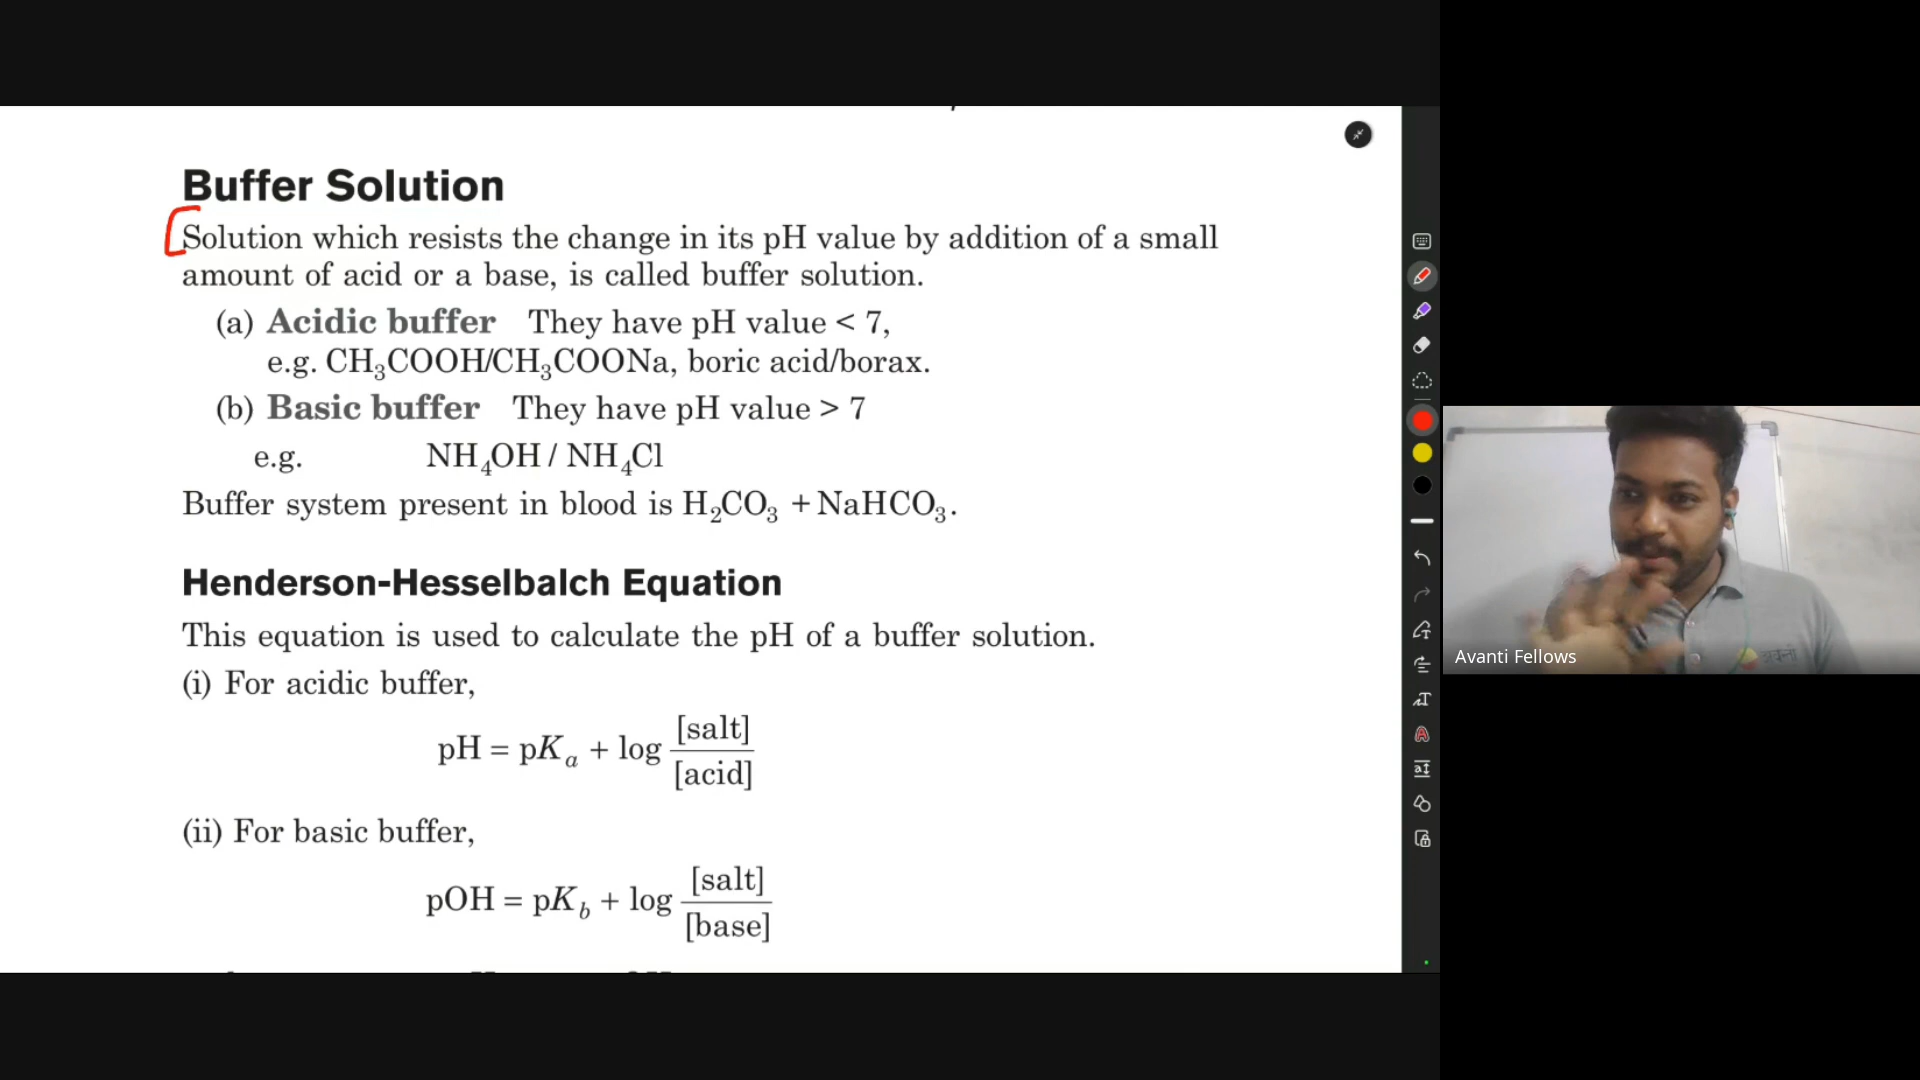 Buffer Solution
Solution which resists the change in its pH value by addition of a small
amount of acid or a base, is called buffer solution.
(a) Acidic buffer They have pH value < 7,
e.g. CH₃COOH/CH₃COONa, boric acid/borax.
(b) Basic buffer They have pH value > 7
e.g. NH₄OH / NH₄Cl
Buffer system present in blood is H₂CO₃ + NaHCO₃.
Henderson-Hesselbalch Equation
This equation is used to calculate the pH of a buffer solution.
(i) For acidic buffer,
pH = pKₐ + log [salt]/[acid]
(ii) For basic buffer,
pOH = pK_b + log [salt]/[base]
Avanti Fellows